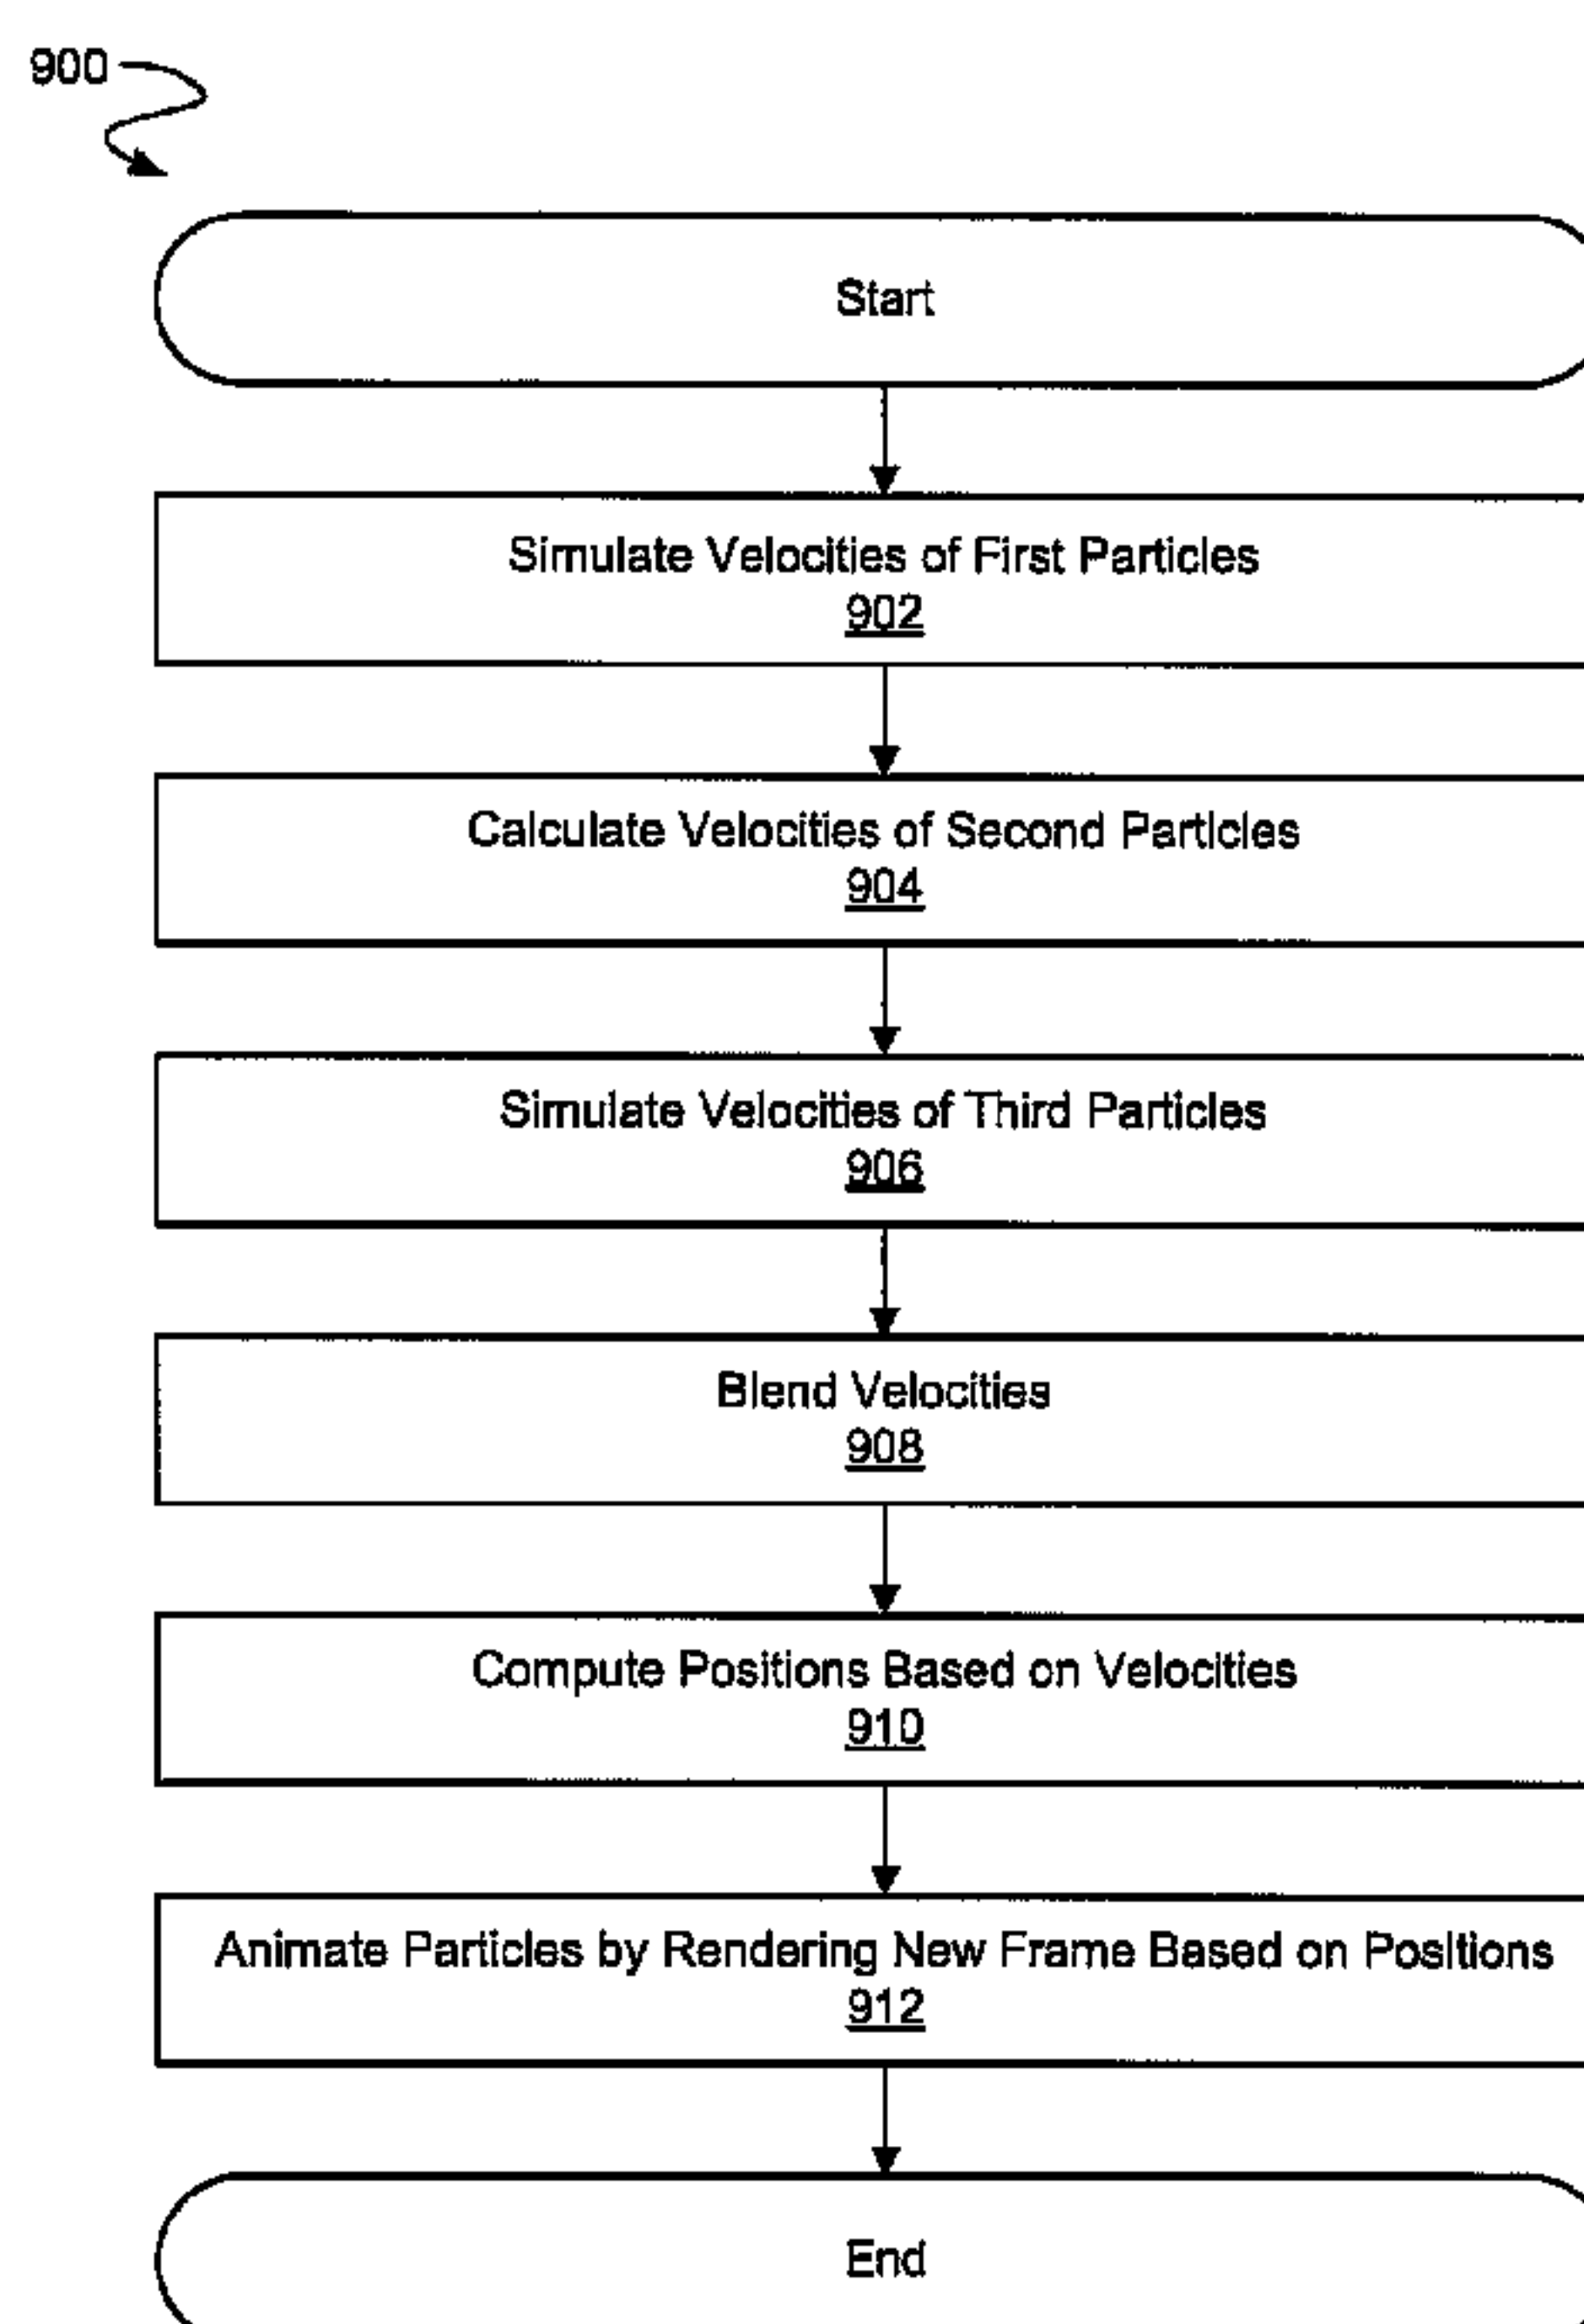 900
Start
Simulate Velocities of First Particles
902
Calculate Velocities of Second Particles
904
Simulate Velocities of Third Particles
906
Blend Velocities
908
Compute Positions Based on Velocities
910
Animate Particles by Rendering New Frame Based on Positions
912
End